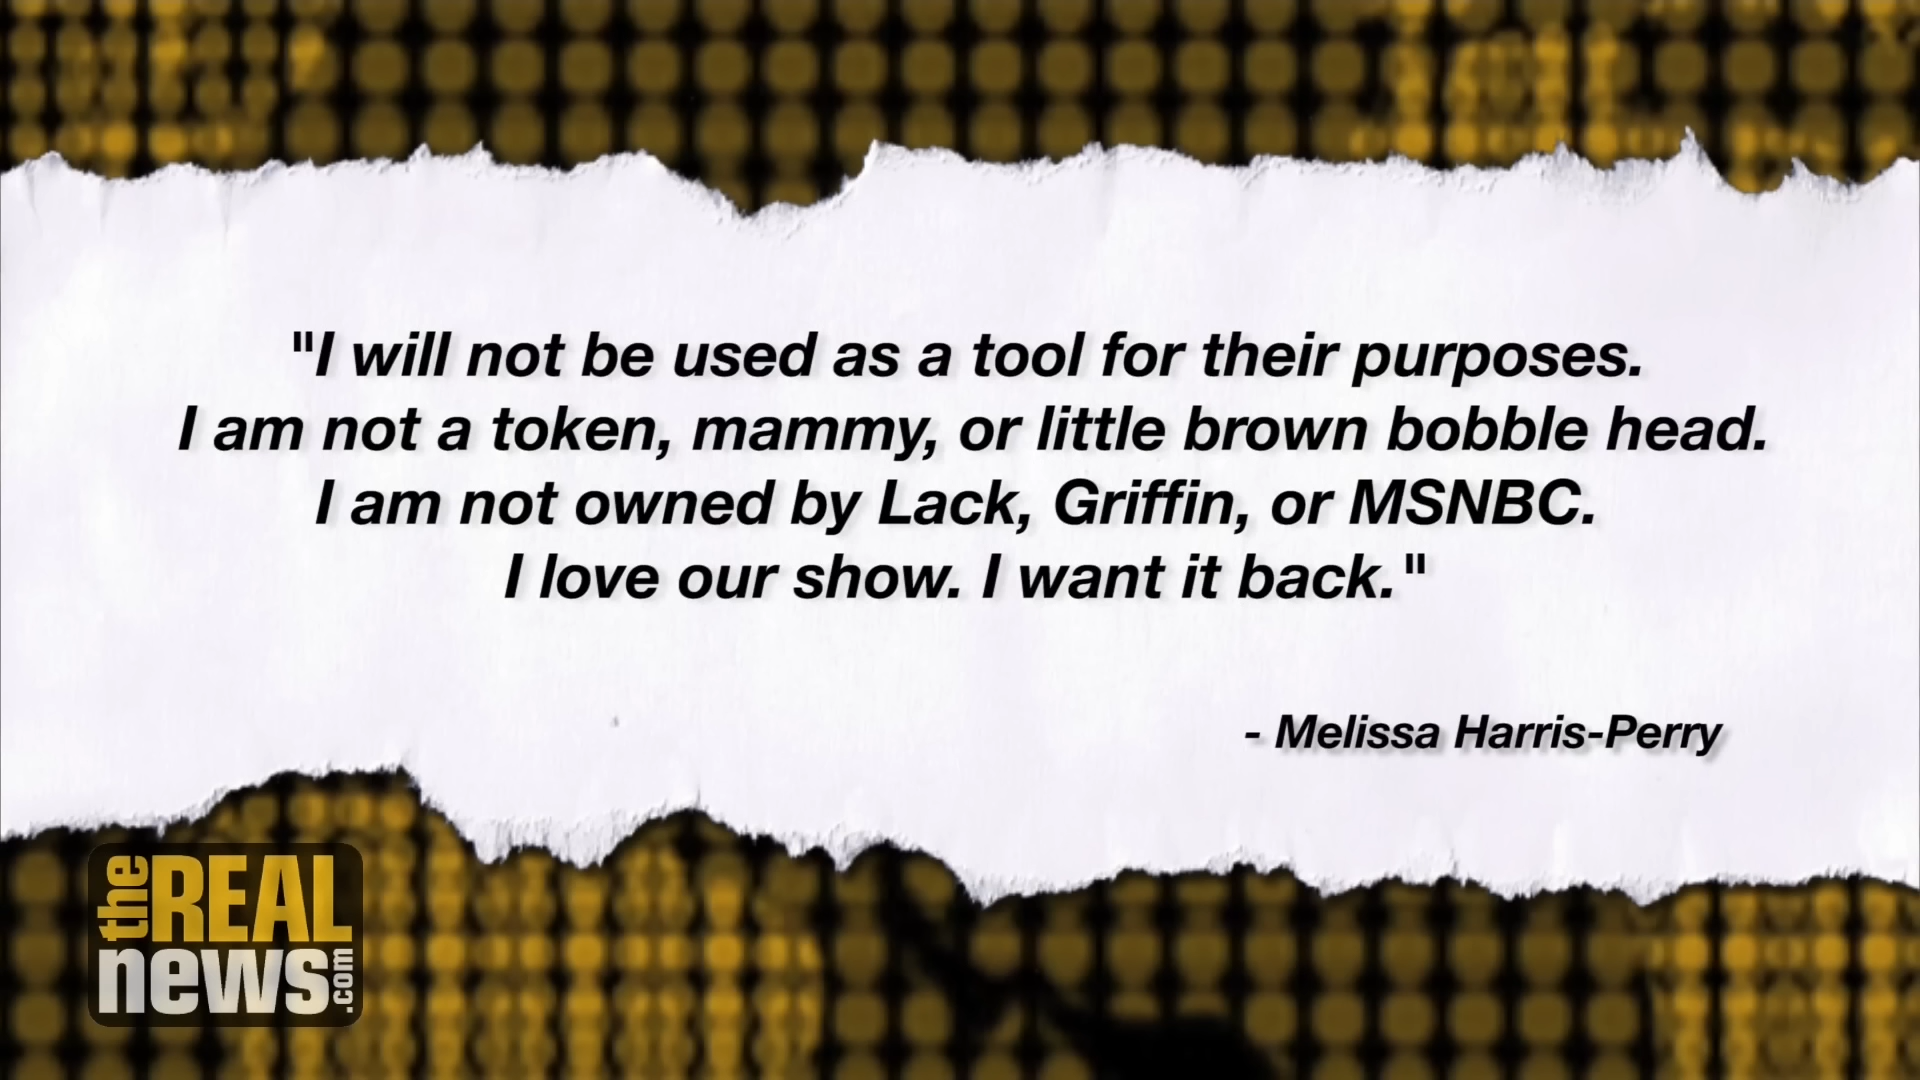 "I will not be used as a tool for their purposes.
I am not a token, mammy, or little brown bobble head.
I am not owned by Lack, Griffin, or MSNBC.
I love our show. I want it back."
- Melissa Harris-Perry
the REAL
news.com